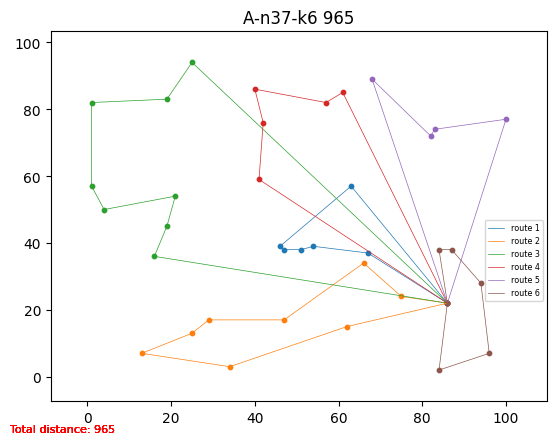 A-n37-k6 965
100
80
60
40
20
0
route 1
route 2
route 3
route 4
route 5
route 6
0 20 40 60 80 100
Total distance: 965